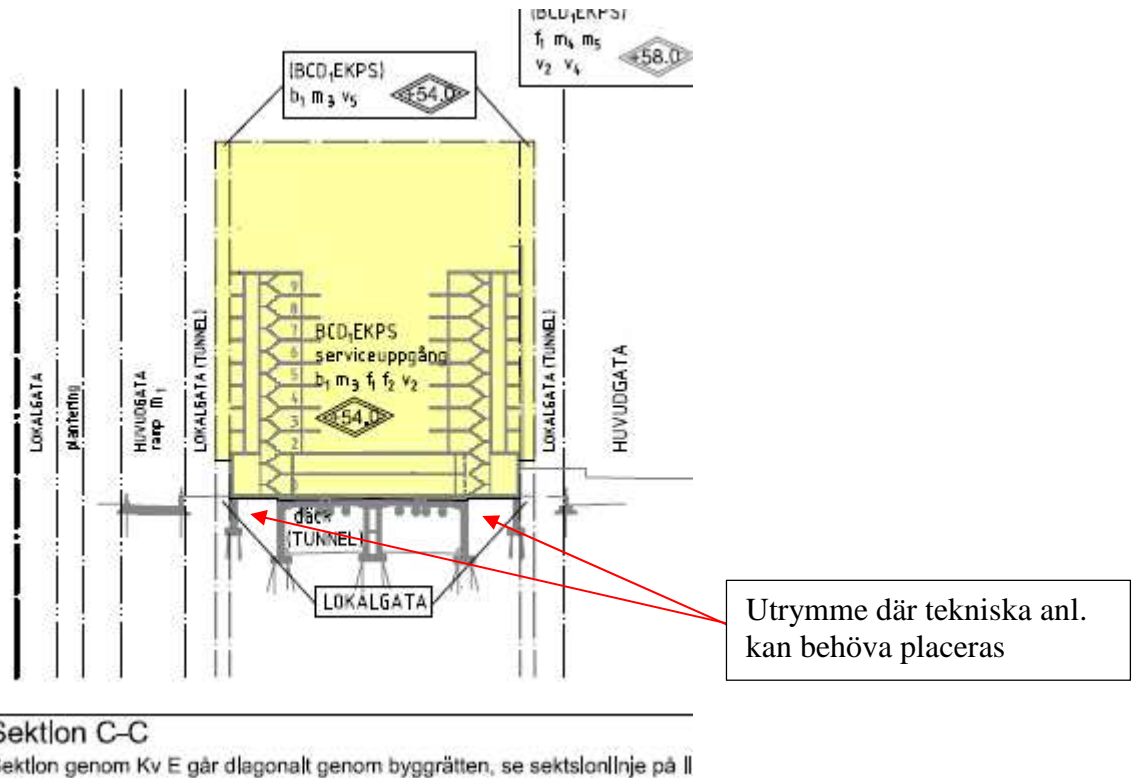 (BCD₁EKPS)
f₁ m₄ m₅
v₂ v₄
+58.0
(BCD₁EKPS)
b₁ m₃ v₅
+54.0
9
8
7
6
5
4
3
2
BCD₁EKPS
serviceuppgång
b₁ m₃ f₁ f₂ v₂
+54.0
LOKALGATA
plantering
HUVUDGATA
ramp m₁
LOKALGATA (TUNNEL)
LOKALGATA (TUNNEL)
HUVUDGATA
däck
(TUNNEL)
LOKALGATA
Utrymme där tekniska anl.
kan behöva placeras
Sektion C-C
Sektion genom Kv E går diagonalt genom byggrätten, se sektslonlinje på